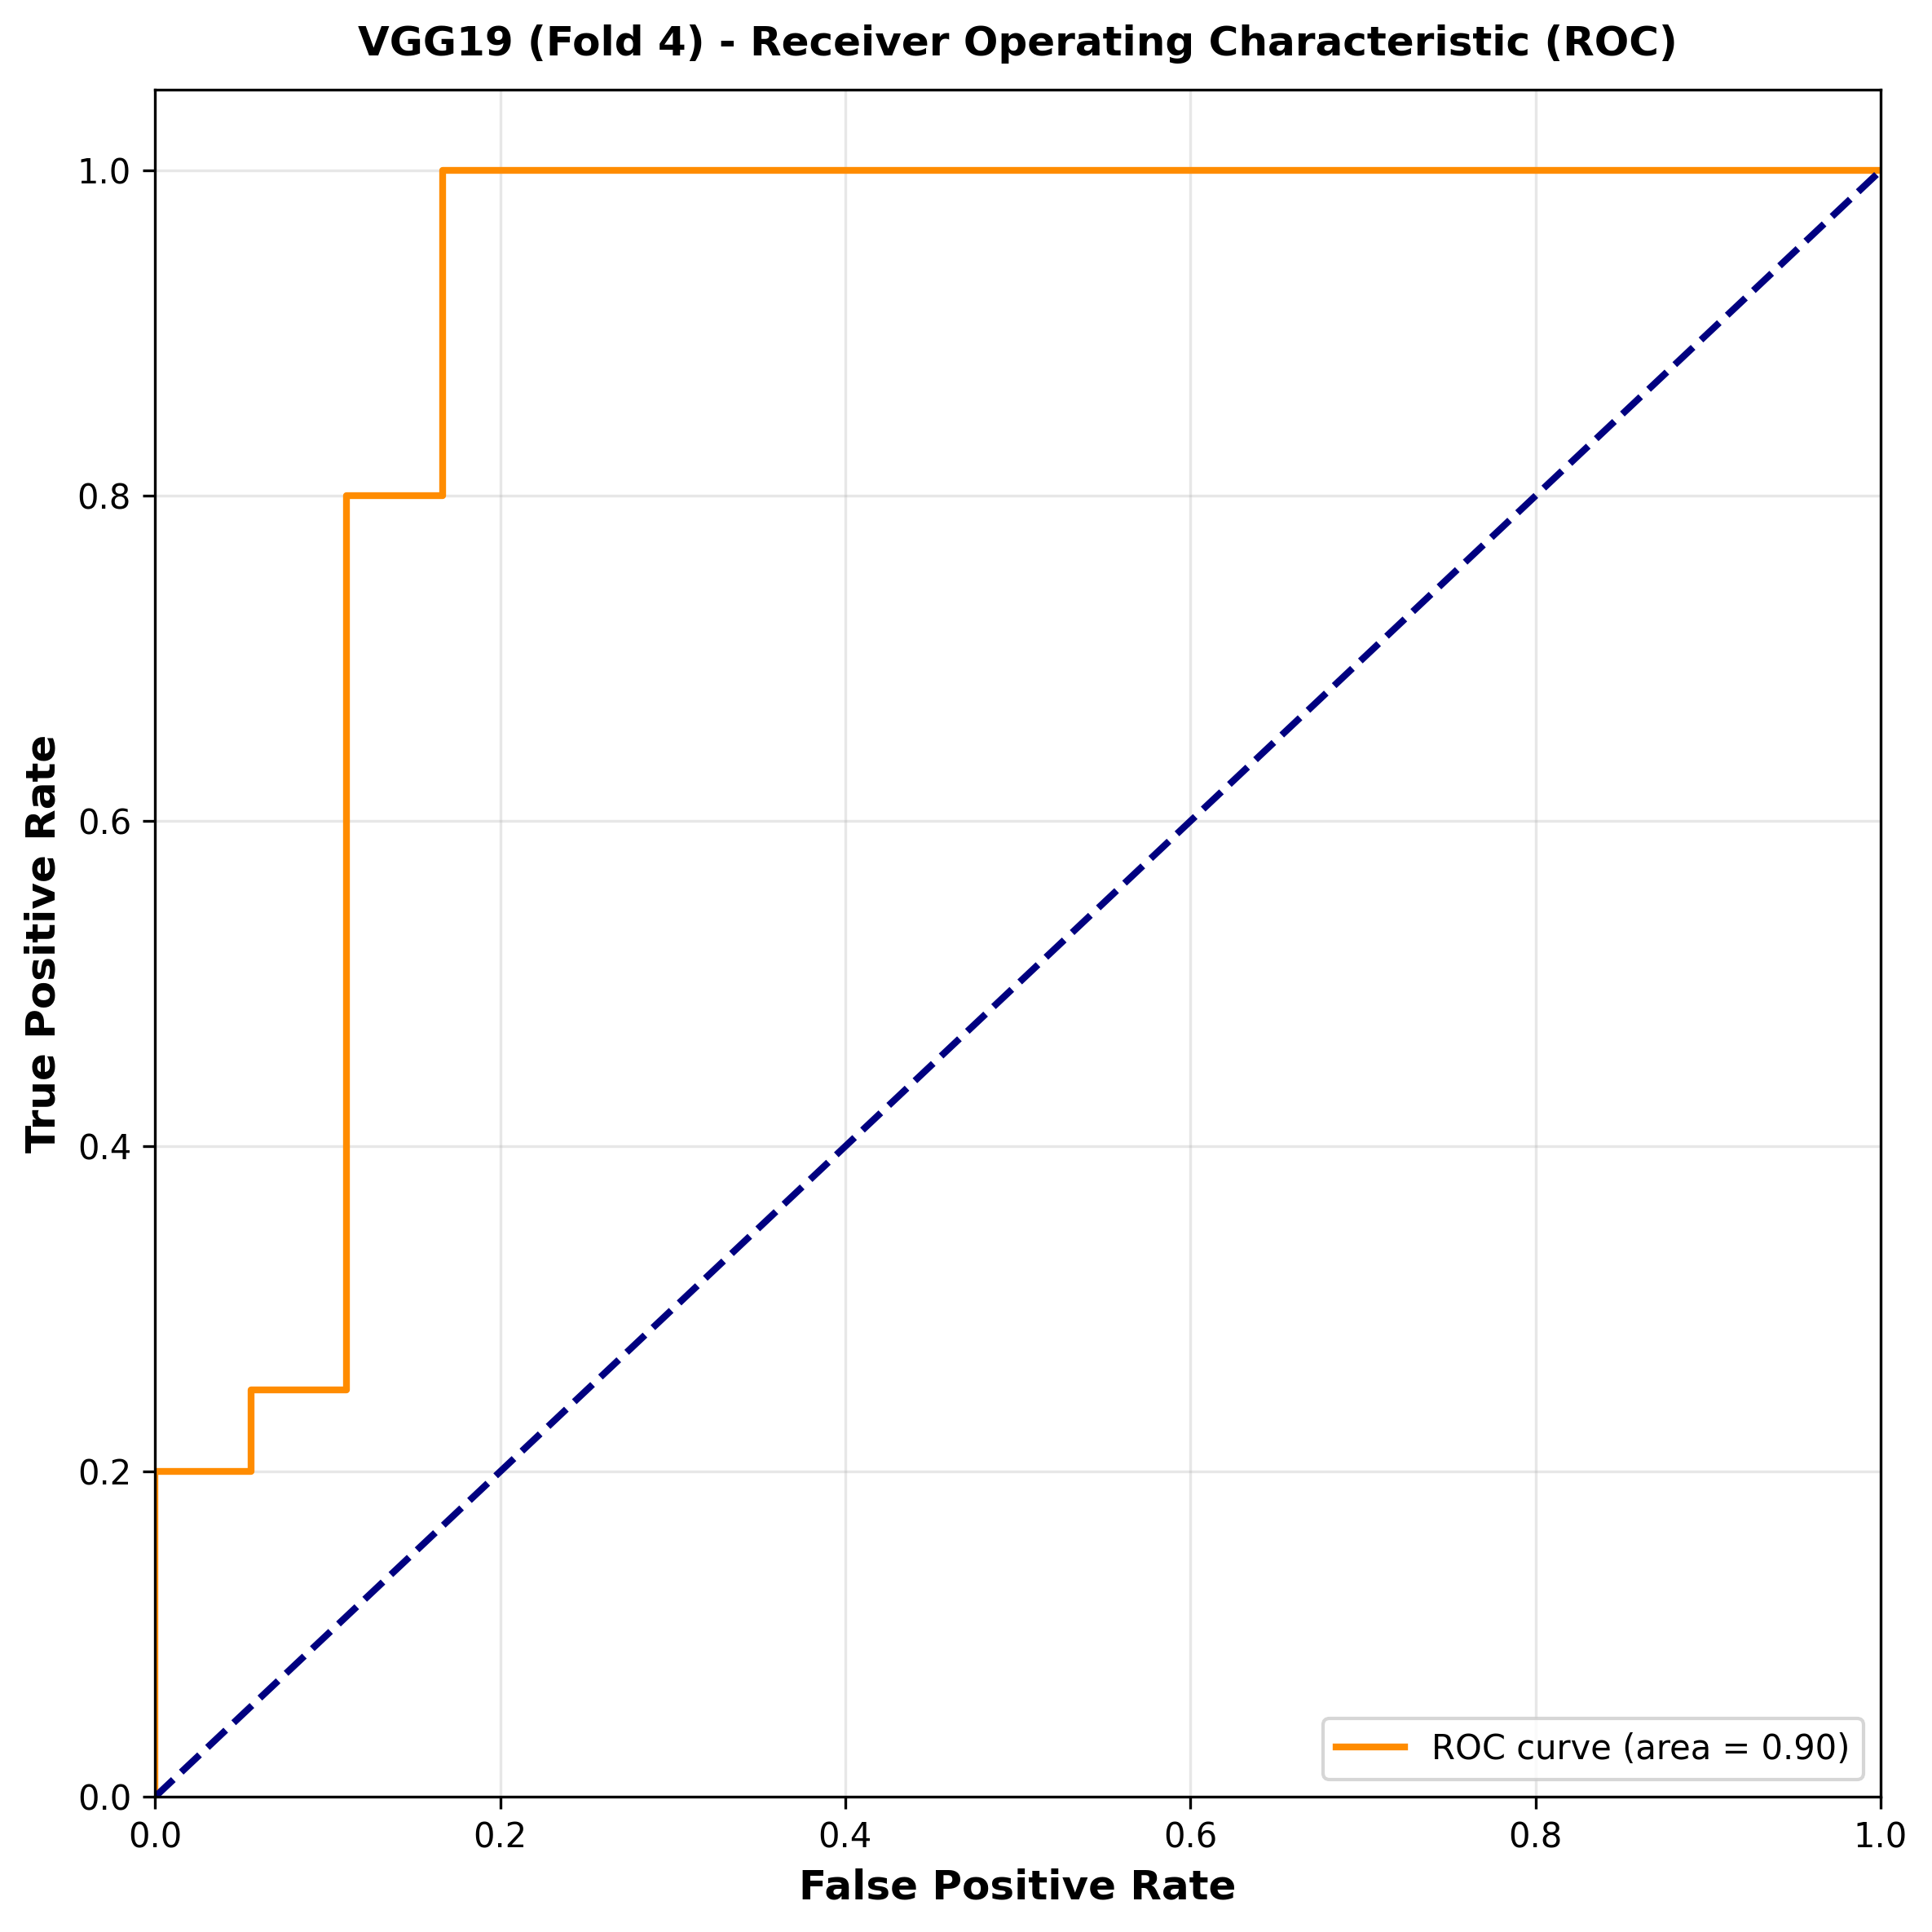 VGG19 (Fold 4) - Receiver Operating Characteristic (ROC)
True Positive Rate
1.0
0.8
0.6
0.4
0.2
0.0
ROC curve (area = 0.90)
0.0 0.2 0.4 0.6 0.8 1.0
False Positive Rate